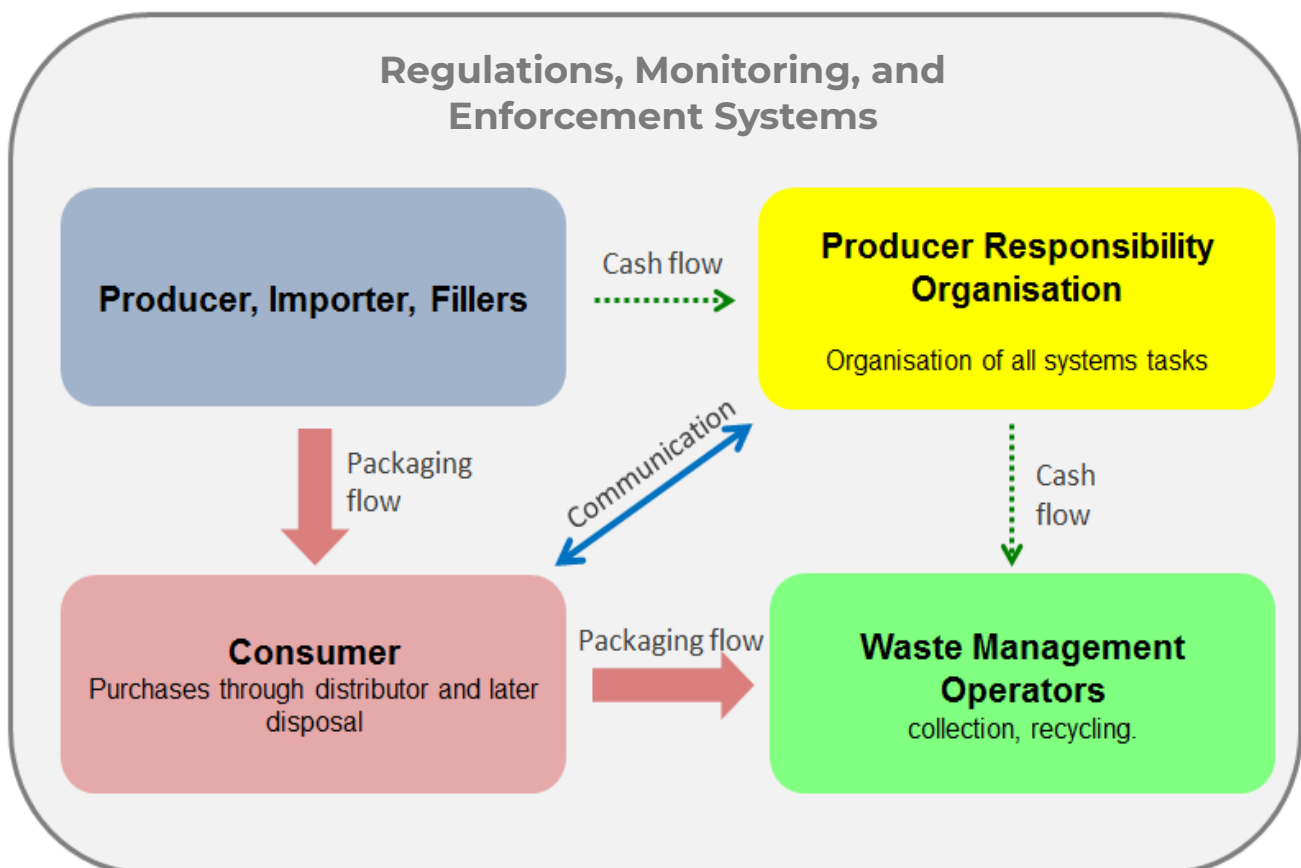 Regulations, Monitoring, and
Enforcement Systems
Producer, Importer, Fillers
Cash flow
Producer Responsibility
Organisation
Organisation of all systems tasks
Packaging
flow
Communication
Cash
flow
Consumer
Purchases through distributor and later
disposal
Packaging flow
Waste Management
Operators
collection, recycling.